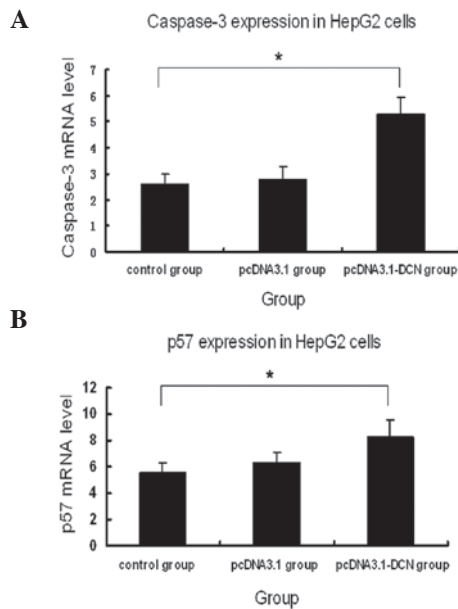 A
Caspase-3 expression in HepG2 cells
*
7
6
5
4
3
2
1
0
Caspase-3 mRNA level
control group
pcDNA3.1 group
pcDNA3.1-DCN group
Group
B
p57 expression in HepG2 cells
*
12
10
8
6
4
2
0
p57 mRNA level
control group
pcDNA3.1 group
pcDNA3.1-DCN group
Group